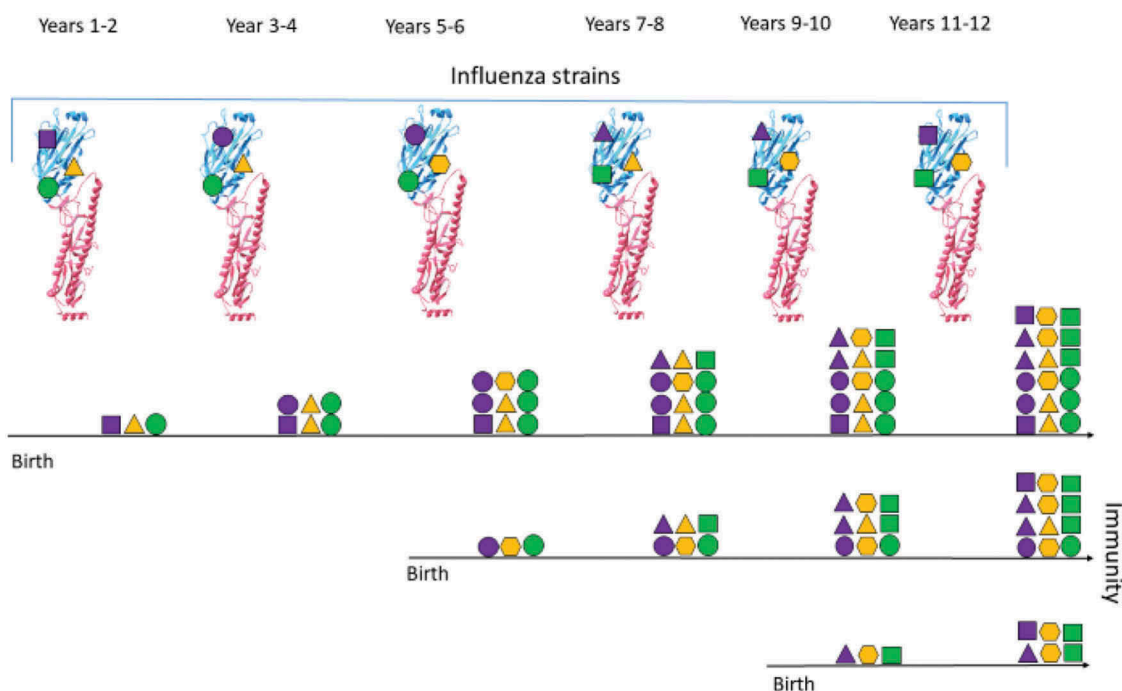 Years 1-2 Year 3-4 Years 5-6 Years 7-8 Years 9-10 Years 11-12
Influenza strains
Birth
Birth
Immunity
Birth